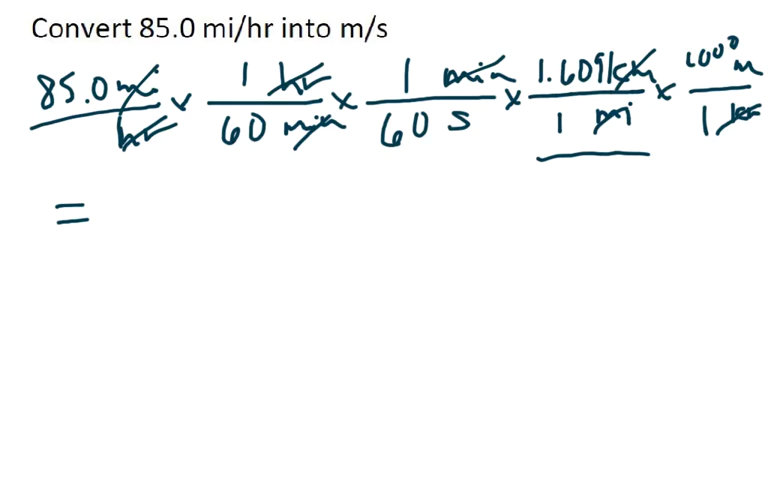 Convert 85.0 mi/hr into m/s
85.0 mi/hr × 1 hr/60 min × 1 min/60 s × 1.609 km/1 mi × 1000 m/1 km
=